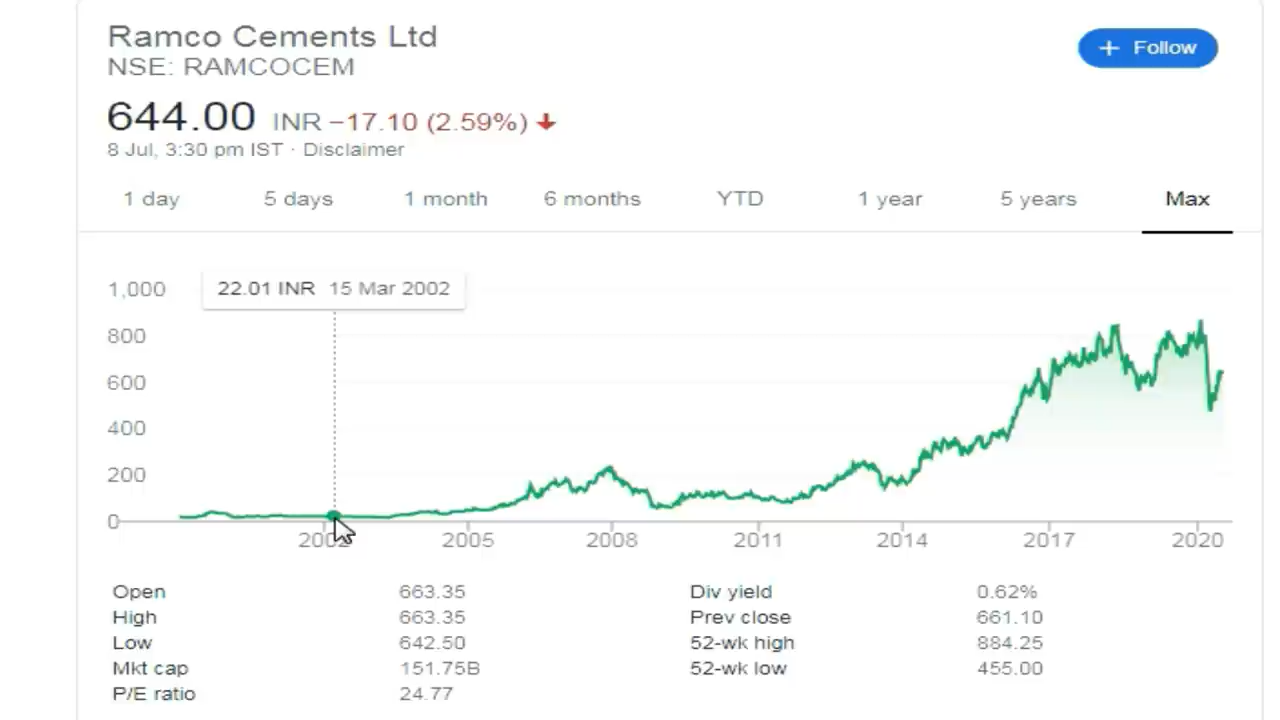 Ramco Cements Ltd
NSE: RAMCOCEM
+ Follow
644.00 INR −17.10 (2.59%)
8 Jul, 3:30 pm IST · Disclaimer
1 day 5 days 1 month 6 months YTD 1 year 5 years Max
22.01 INR 15 Mar 2002
1,000
800
600
400
200
0
2002 2005 2008 2011 2014 2017 2020
Open 663.35 Div yield 0.62%
High 663.35 Prev close 661.10
Low 642.50 52-wk high 884.25
Mkt cap 151.75B 52-wk low 455.00
P/E ratio 24.77